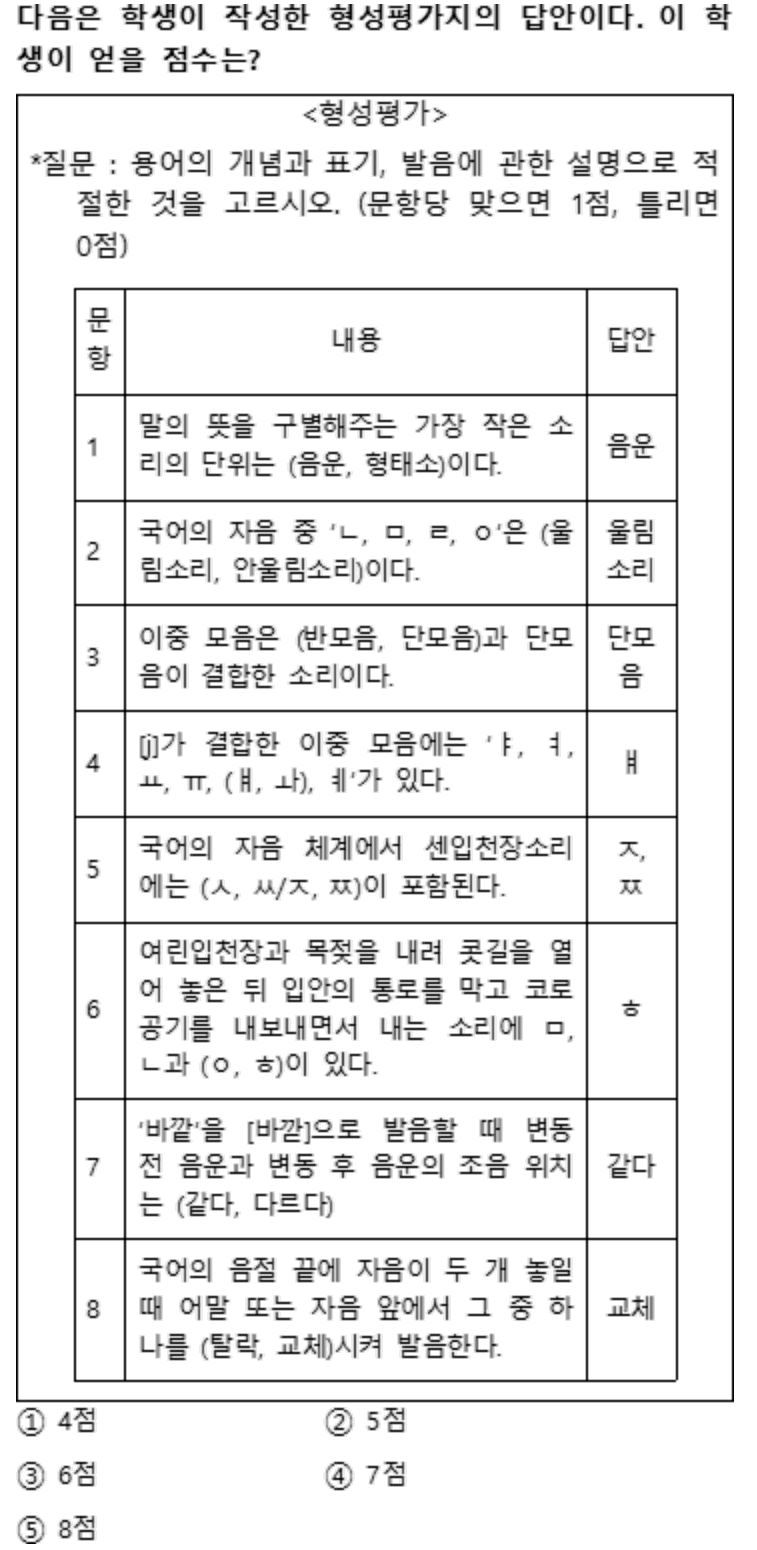 다음은 학생이 작성한 형성평가지의 답안이다. 이 학
생이 얻을 점수는?
<형성평가>
*질문 : 용어의 개념과 표기, 발음에 관한 설명으로 적
절한 것을 고르시오. (문항당 맞으면 1점, 틀리면
0점)
문
항
내용
답안
1
말의 뜻을 구별해주는 가장 작은 소
리의 단위는 (음운, 형태소)이다.
음운
2
국어의 자음 중 'ㄴ, ㅁ, ㄹ, ㅇ'은 (울
림소리, 안울림소리)이다.
울림
소리
3
이중 모음은 (반모음, 단모음)과 단모
음이 결합한 소리이다.
단모
음
4
[j]가 결합한 이중 모음에는 'ㅑ, ㅕ,
ㅛ, ㅠ, (ㅒ, ㅘ), ㅖ'가 있다.
ㅒ
5
국어의 자음 체계에서 센입천장소리
에는 (ㅅ, ㅆ/ㅈ, ㅉ)이 포함된다.
ㅈ,
ㅉ
6
여린입천장과 목젖을 내려 콧길을 열
어 놓은 뒤 입안의 통로를 막고 코로
공기를 내보내면서 내는 소리에 ㅁ,
ㄴ과 (ㅇ, ㅎ)이 있다.
ㅎ
7
'바깥'을 [바깓]으로 발음할 때 변동
전 음운과 변동 후 음운의 조음 위치
는 (같다, 다르다)
같다
8
국어의 음절 끝에 자음이 두 개 놓일
때 어말 또는 자음 앞에서 그 중 하
나를 (탈락, 교체)시켜 발음한다.
교체
① 4점
② 5점
③ 6점
④ 7점
⑤ 8점